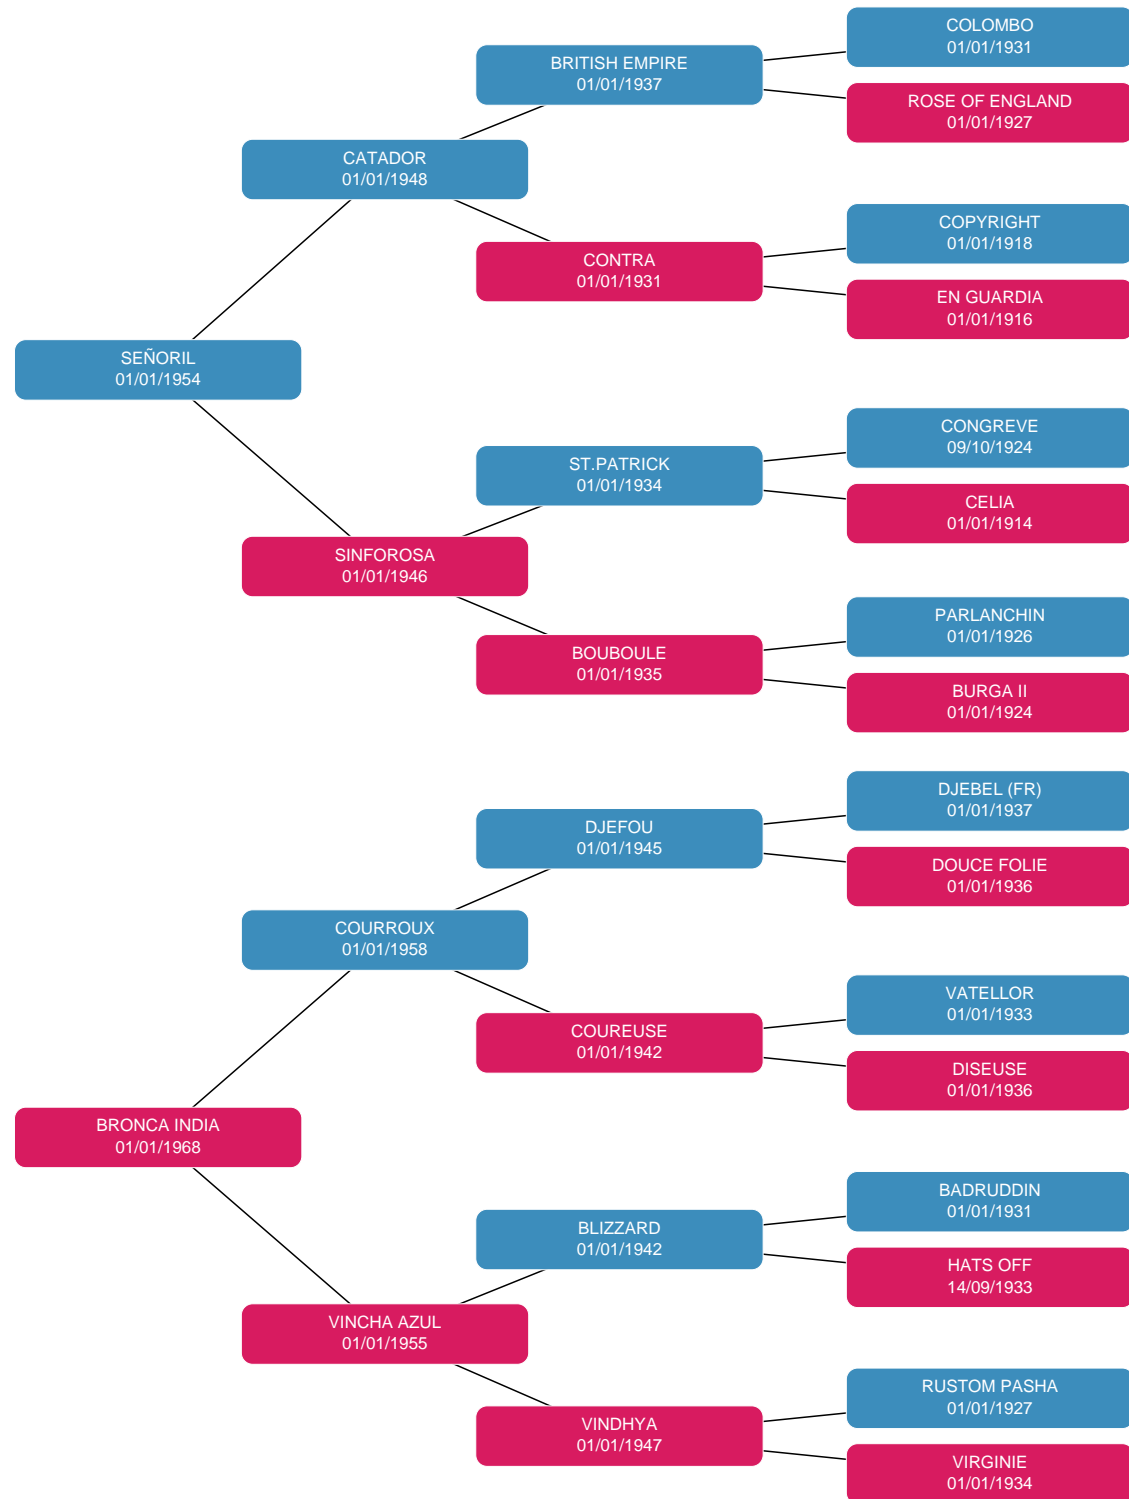 COLOMBO
01/01/1931
BRITISH EMPIRE
01/01/1937
ROSE OF ENGLAND
01/01/1927
CATADOR
01/01/1948
COPYRIGHT
01/01/1918
CONTRA
01/01/1931
EN GUARDIA
01/01/1916
SEÑORIL
01/01/1954
CONGREVE
09/10/1924
ST.PATRICK
01/01/1934
CELIA
01/01/1914
SINFOROSA
01/01/1946
PARLANCHIN
01/01/1926
BOUBOULE
01/01/1935
BURGA II
01/01/1924
DJEBEL (FR)
01/01/1937
DJEFOU
01/01/1945
DOUCE FOLIE
01/01/1936
COURROUX
01/01/1958
VATELLOR
01/01/1933
COUREUSE
01/01/1942
DISEUSE
01/01/1936
BRONCA INDIA
01/01/1968
BADRUDDIN
01/01/1931
BLIZZARD
01/01/1942
HATS OFF
14/09/1933
VINCHA AZUL
01/01/1955
RUSTOM PASHA
01/01/1927
VINDHYA
01/01/1947
VIRGINIE
01/01/1934